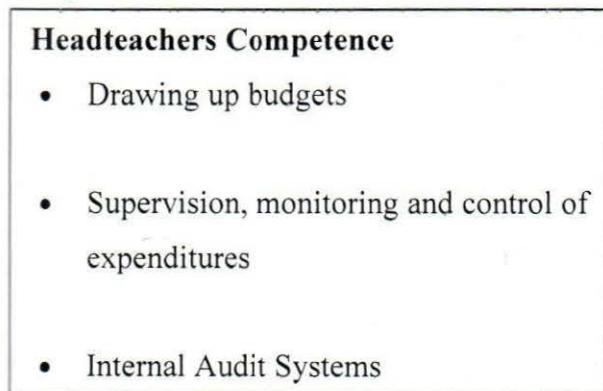 Headteachers Competence
• Drawing up budgets
• Supervision, monitoring and control of
expenditures
• Internal Audit Systems